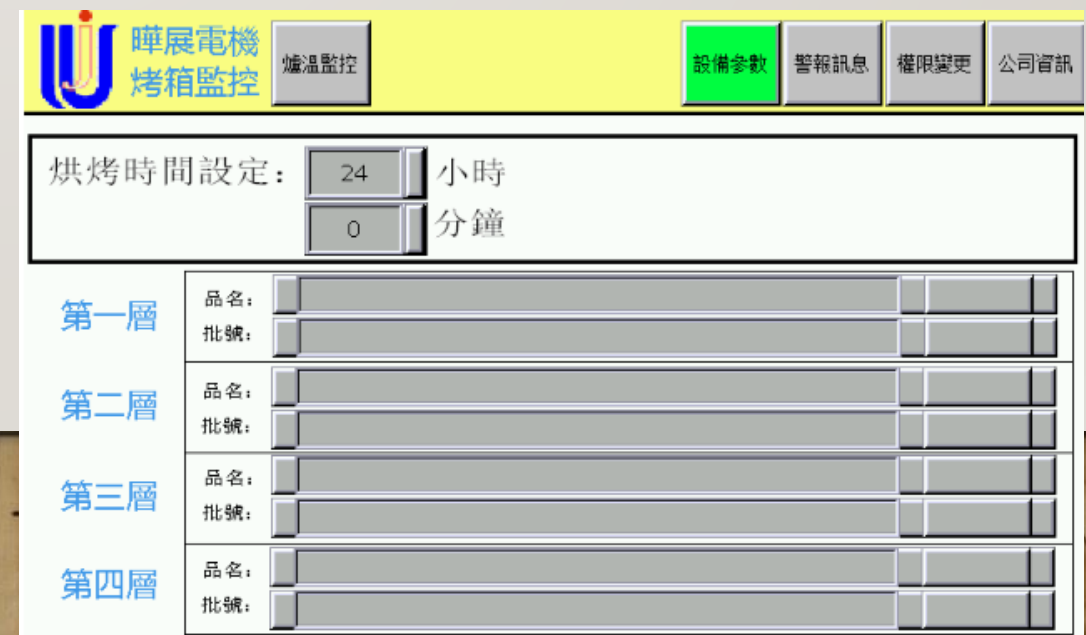 曄展電機
烤箱監控
爐溫監控
設備參數
警報訊息
權限變更
公司資訊
烘烤時間設定: 24 小時
0 分鐘
第一層
品名:
批號:
第二層
品名:
批號:
第三層
品名:
批號:
第四層
品名:
批號: